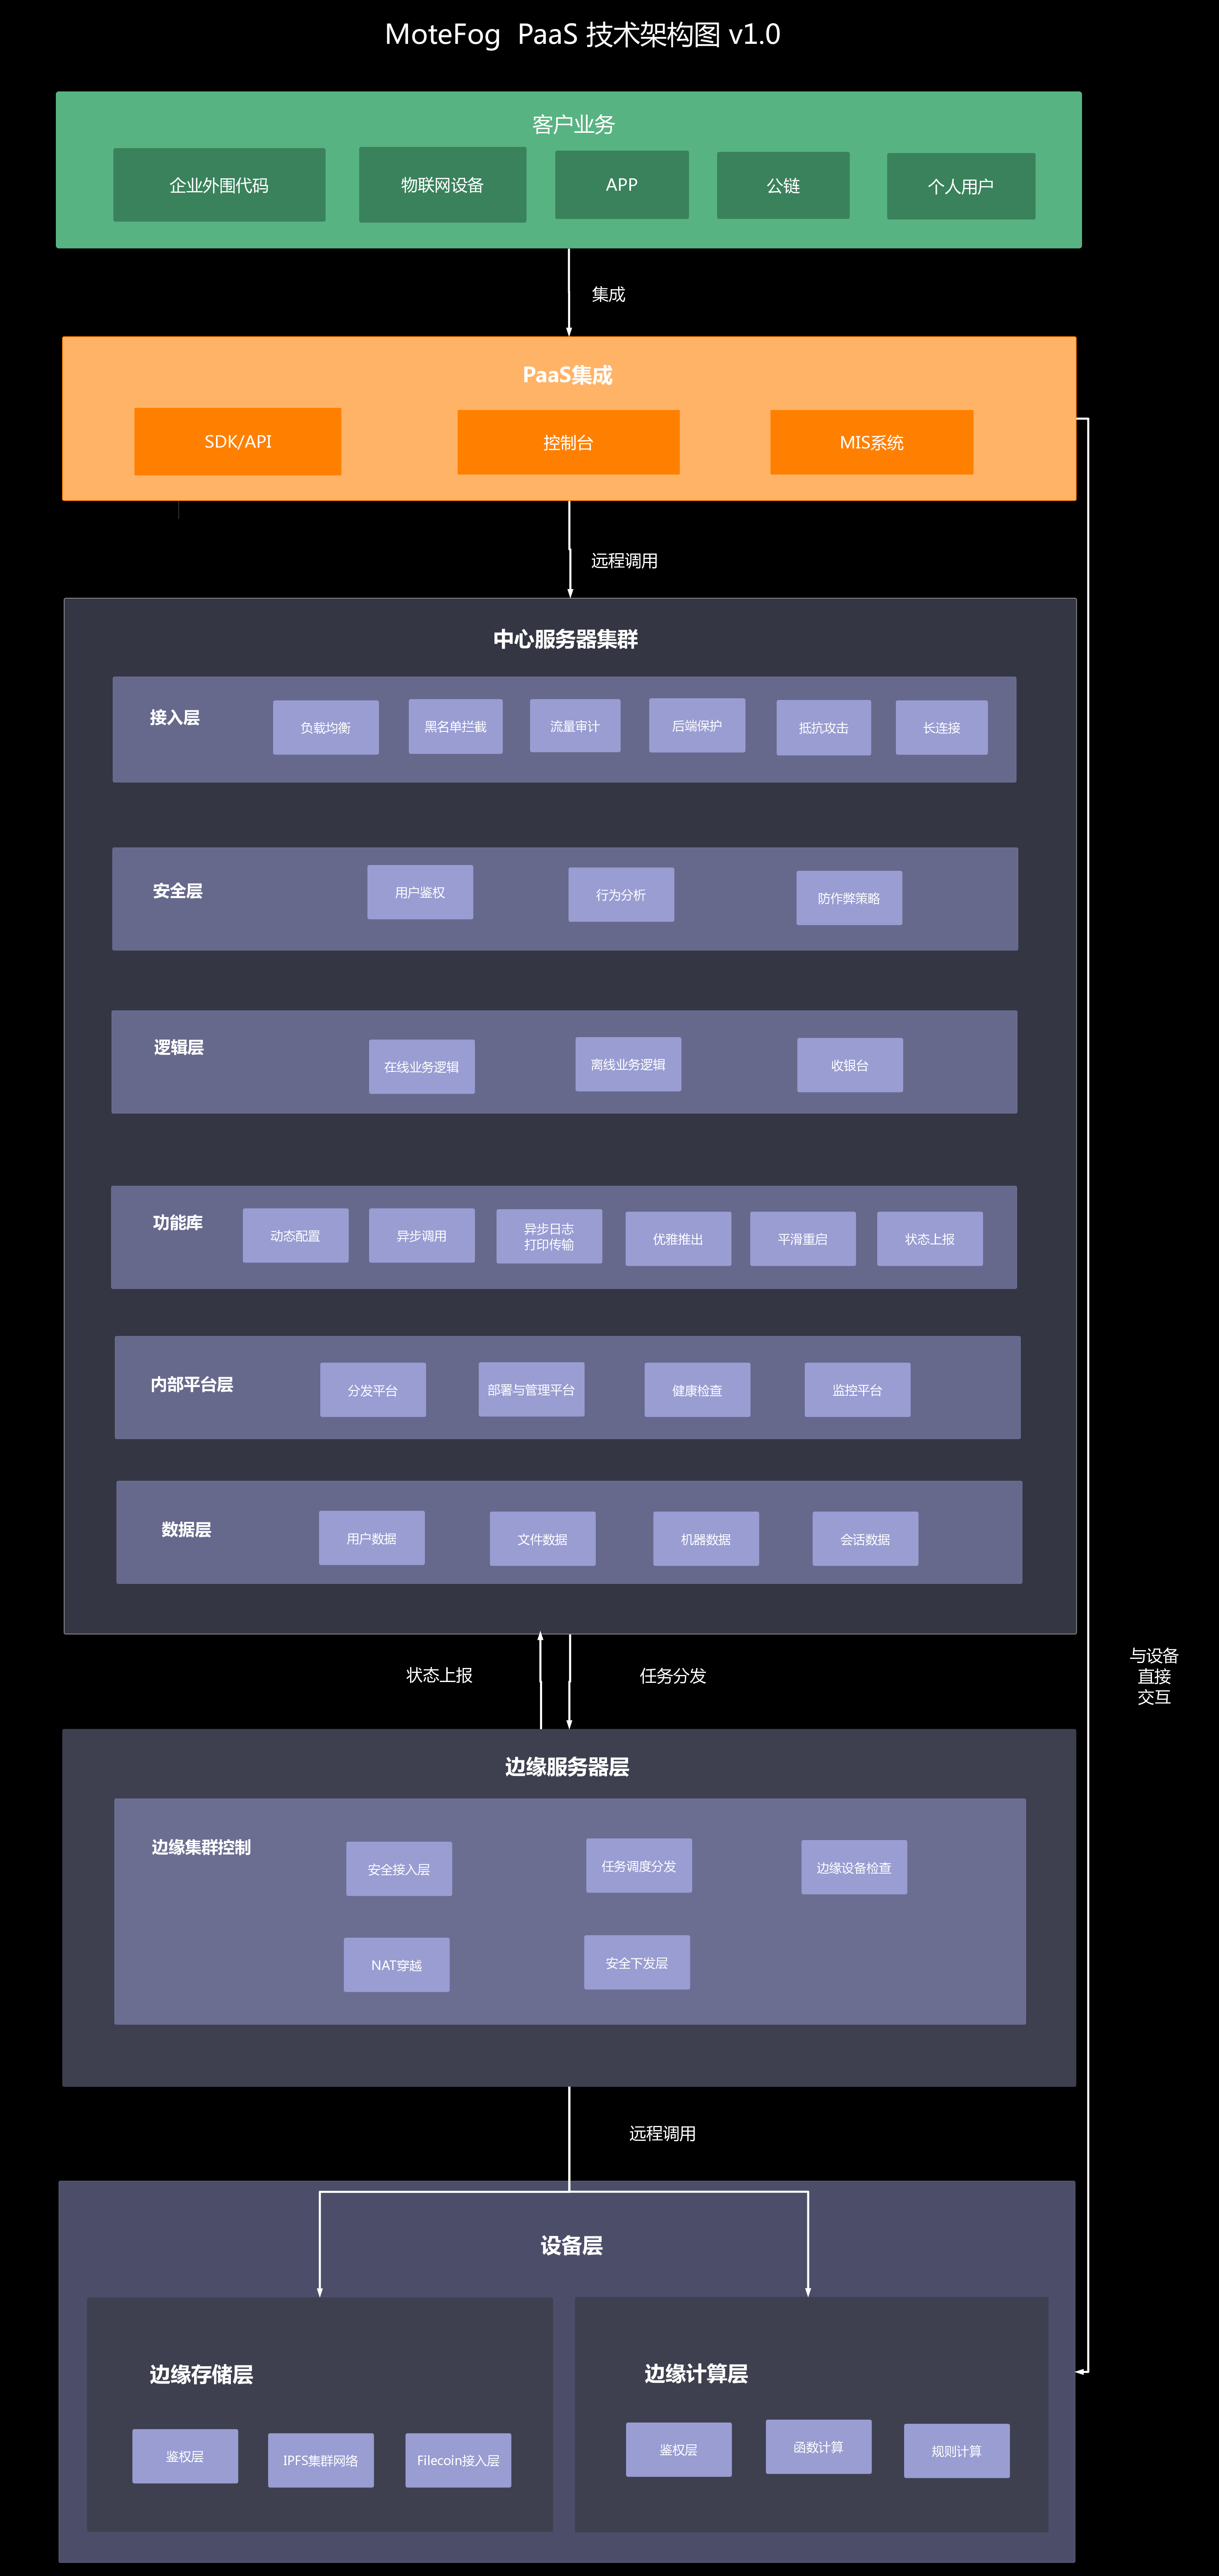 MoteFog PaaS 技术架构图 v1.0
客户业务
企业外围代码
物联网设备
APP
公链
个人用户
集成
PaaS集成
SDK/API
控制台
MIS系统
远程调用
中心服务器集群
接入层
负载均衡
黑名单拦截
流量审计
后端保护
抵抗攻击
长连接
安全层
用户鉴权
行为分析
防作弊策略
逻辑层
在线业务逻辑
离线业务逻辑
收银台
功能库
动态配置
异步调用
异步日志
打印传输
优雅推出
平滑重启
状态上报
内部平台层
分发平台
部署与管理平台
健康检查
监控平台
数据层
用户数据
文件数据
机器数据
会话数据
状态上报
任务分发
与设备
直接
交互
边缘服务器层
边缘集群控制
安全接入层
任务调度分发
边缘设备检查
NAT穿越
安全下发层
远程调用
设备层
边缘存储层
鉴权层
IPFS集群网络
Filecoin接入层
边缘计算层
鉴权层
函数计算
规则计算